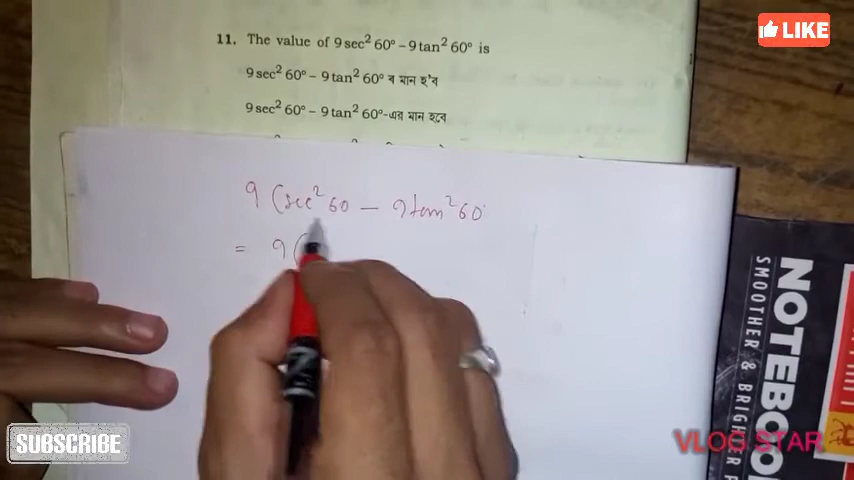 LIKE
11. The value of 9 sec² 60° – 9 tan² 60° is
9 sec² 60° – 9 tan² 60° ৰ মান হ'ব
9 sec² 60° – 9 tan² 60°-এর মান হবে
9 (sec² 60 – 9 tan² 60°
= 9 (
NOTEBOOK
SMOOTHER & BRIGHTER
SUBSCRIBE
VLOG STAR